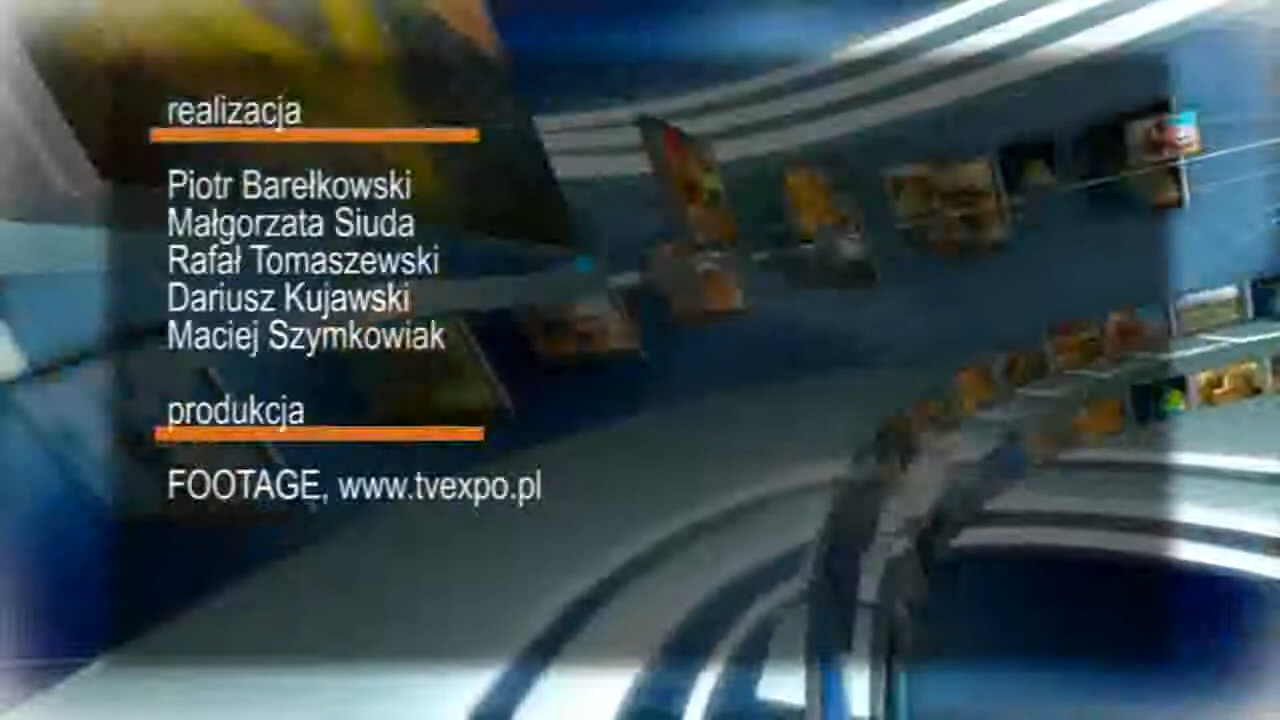 realizacja
Piotr Barełkowski
Małgorzata Siuda
Rafał Tomaszewski
Dariusz Kujawski
Maciej Szymkowiak
produkcja
FOOTAGE, www.tvexpo.pl